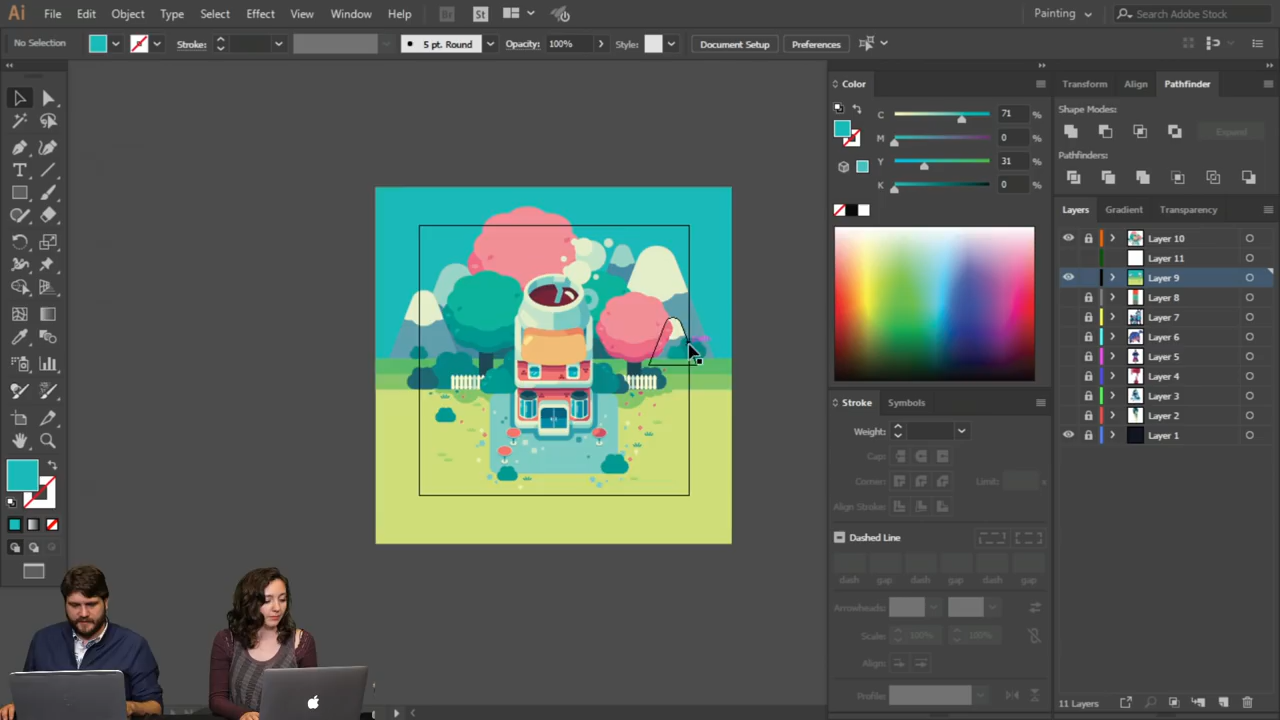 Ai File Edit Object Type Select Effect View Window Help Br St Painting Search Adobe Stock
No Selection Stroke: 5 pt. Round Opacity: 100% Style: Document Setup Preferences
Color
C 71 %
M 0 %
Y 31 %
K 0 %
Stroke Symbols
Weight:
Cap:
Corner: Limit: x
Align Stroke:
Dashed Line
dash gap dash gap dash gap
Arrowheads:
Scale: 100% 100%
Align:
Profile:
Transform Align Pathfinder
Shape Modes:
Expand
Pathfinders:
Layers Gradient Transparency
Layer 10
Layer 11
Layer 9
Layer 8
Layer 7
Layer 6
Layer 5
Layer 4
Layer 3
Layer 2
Layer 1
11 Layers